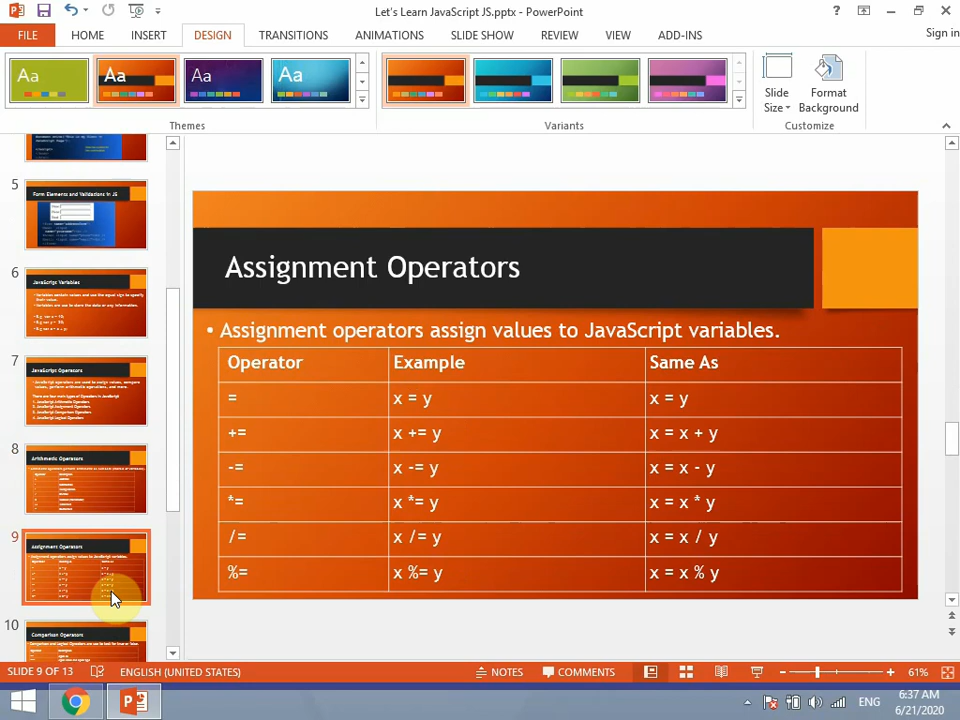 Let's Learn JavaScript JS.pptx - PowerPoint
?
Sign in
FILE HOME INSERT DESIGN TRANSITIONS ANIMATIONS SLIDE SHOW REVIEW VIEW ADD-INS
Aa Aa Aa Aa
Slide Size
Format Background
Themes Variants Customize
5
Form Elements and Validations in JS
6
JavaScript Variables
7
JavaScript Operators
8
Arithmetic Operators
9
Assignment Operators
10
Comparison Operators
Assignment Operators
• Assignment operators assign values to JavaScript variables.
Operator Example Same As
= x = y x = y
+= x += y x = x + y
-= x -= y x = x - y
*= x *= y x = x * y
/= x /= y x = x / y
%= x %= y x = x % y
SLIDE 9 OF 13 ENGLISH (UNITED STATES) NOTES COMMENTS 61%
ENG
6:37 AM
6/21/2020